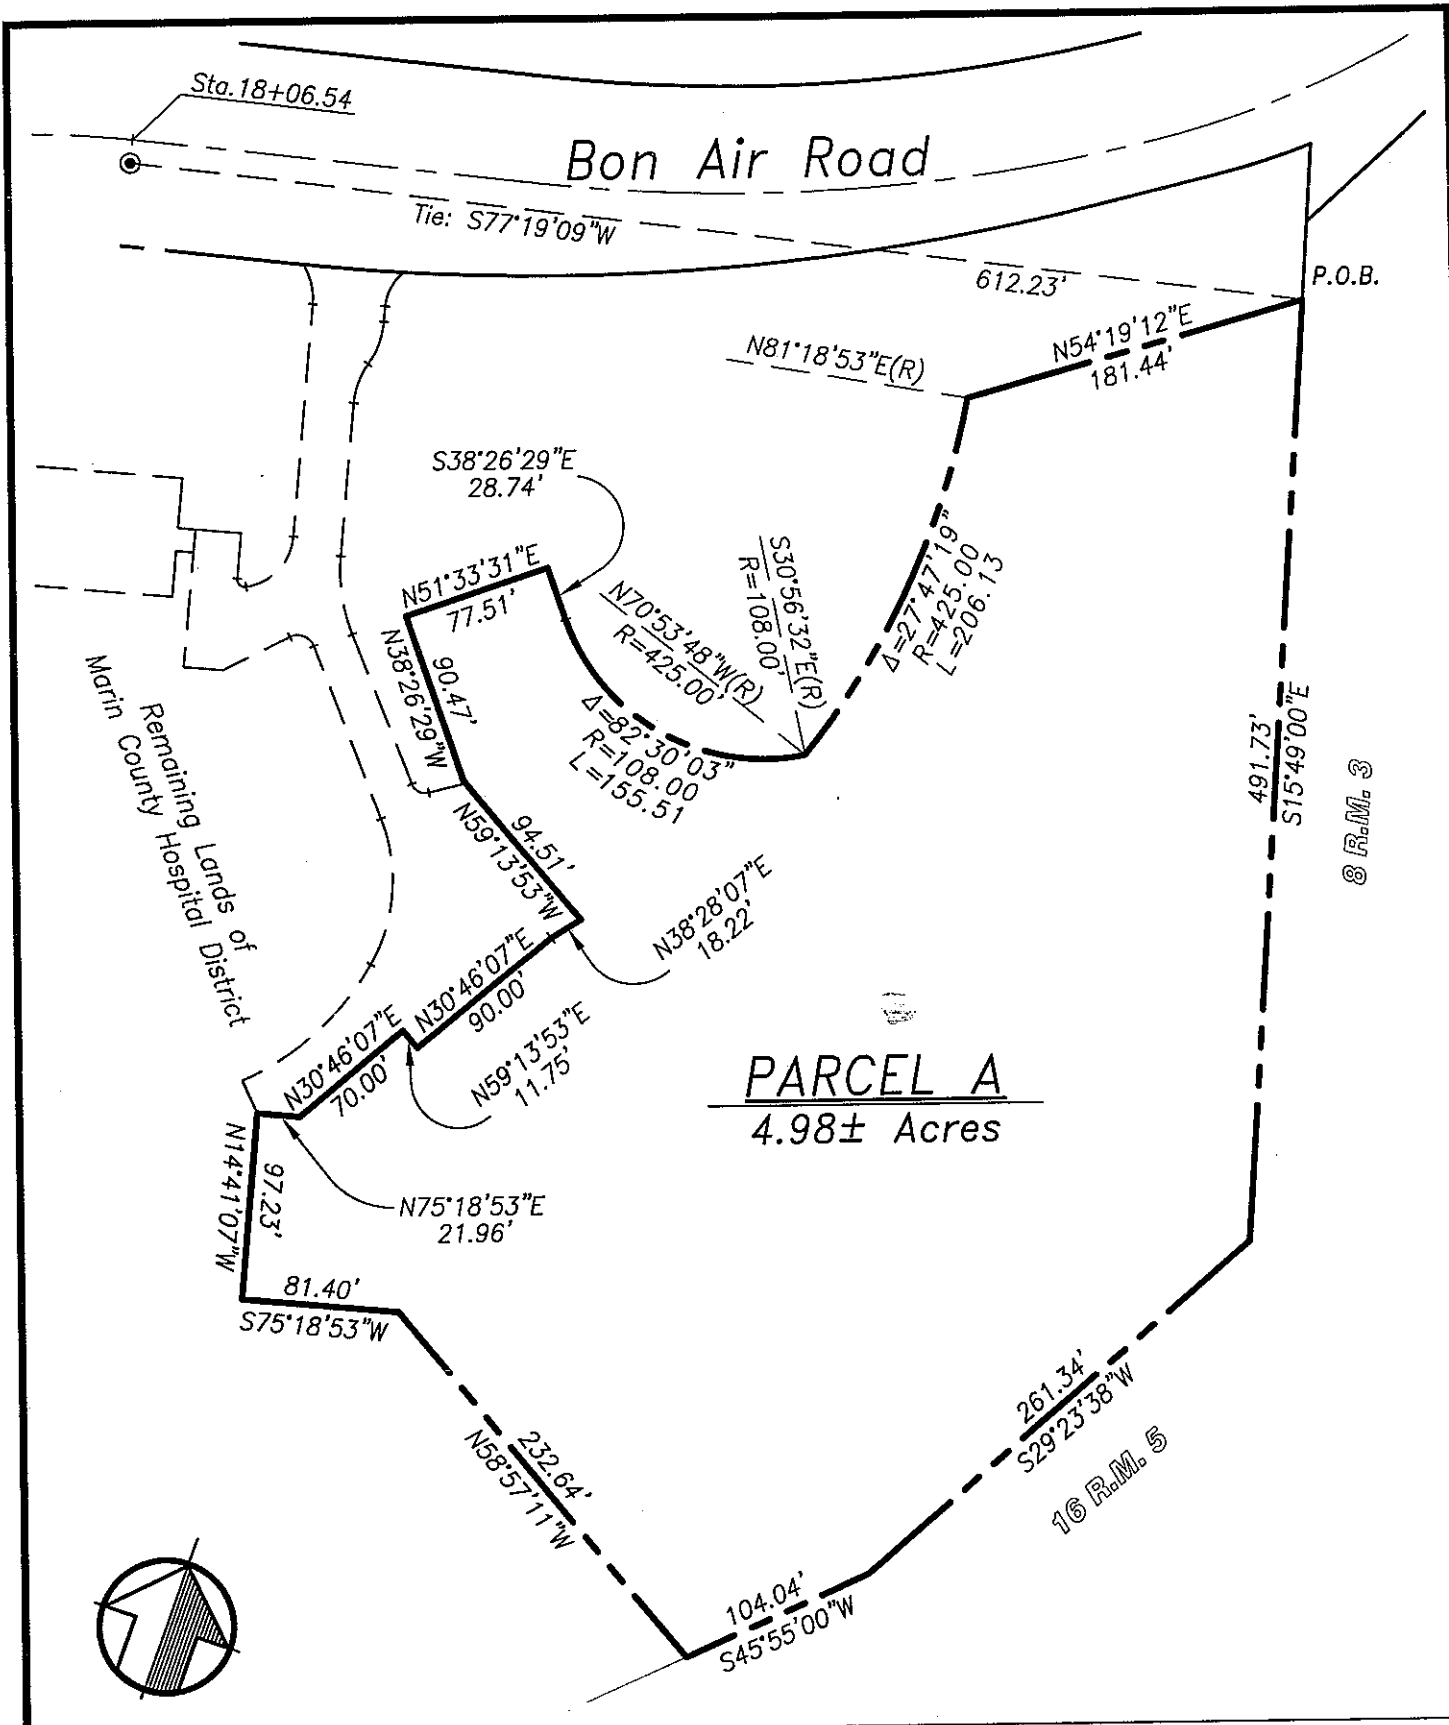 Sta.18+06.54
Bon Air Road
Tie: S77°19'09"W
612.23'
P.O.B.
N54°19'12"E
181.44'
N81°18'53"E(R)
S38°26'29"E
28.74'
N51°33'31"E
77.51'
N70°53'48"W(R)
R=425.00'
S30°56'32"E(R)
R=108.00'
Δ=27°47'19"
R=425.00
L=206.13
90.47'
N38°26'29"W
Δ=82°30'03"
R=108.00
L=155.51
491.73'
S15°49'00"E
8 R.M. 3
Remaining Lands of
Marin County Hospital District
94.51'
N59°13'53"W
N38°28'07"E
18.22'
N30°46'07"E
90.00'
N59°13'53"E
11.75'
N30°46'07"E
70.00'
PARCEL A
4.98± Acres
97.23'
N14°41'07"W
N75°18'53"E
21.96'
81.40'
S75°18'53"W
232.64'
N58°57'11"W
261.34'
S29°23'38"W
16 R.M. 5
104.04'
S45°55'00"W